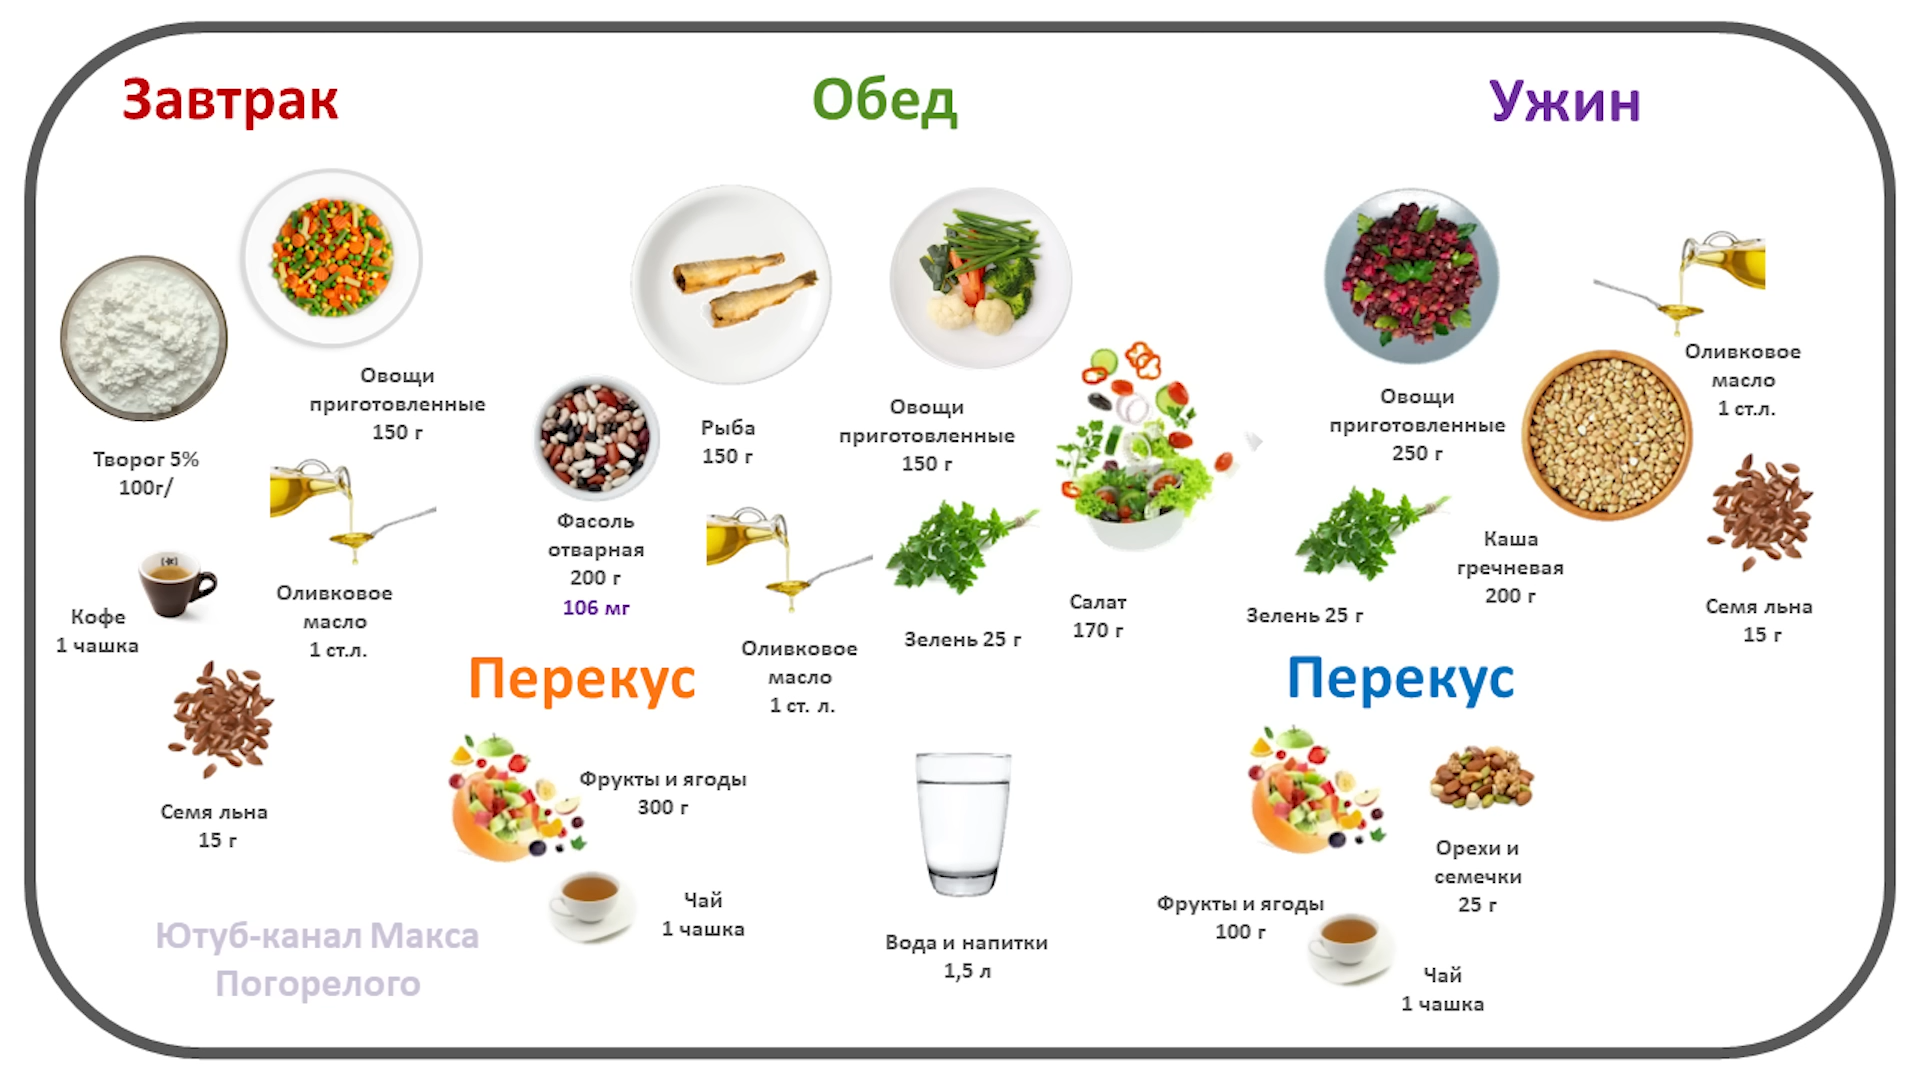 Завтрак
Овощи
приготовленные
150 г
Творог 5%
100г/
Оливковое
масло
1 ст.л.
Кофе
1 чашка
Семя льна
15 г
Обед
Рыба
150 г
Овощи
приготовленные
150 г
Фасоль
отварная
200 г
106 мг
Оливковое
масло
1 ст. л.
Зелень 25 г
Салат
170 г
Ужин
Оливковое
масло
1 ст.л.
Овощи
приготовленные
250 г
Каша
гречневая
200 г
Зелень 25 г
Семя льна
15 г
Перекус
Фрукты и ягоды
300 г
Чай
1 чашка
Вода и напитки
1,5 л
Перекус
Орехи и
семечки
25 г
Фрукты и ягоды
100 г
Чай
1 чашка
Ютуб-канал Макса
Погорелого